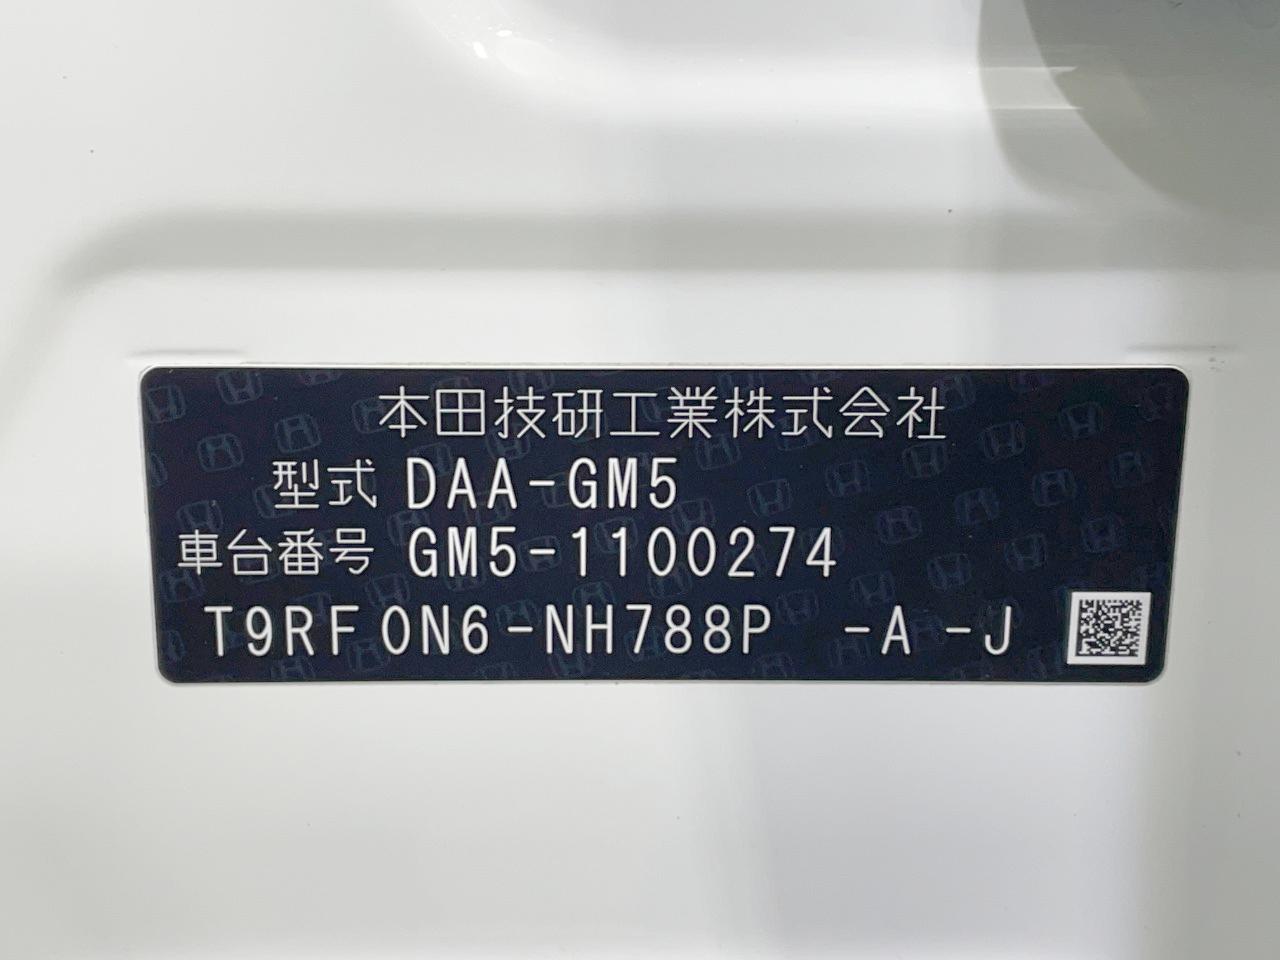 本田技研工業株式会社
型式 DAA-GM5
車台番号 GM5-1100274
T9RF0N6-NH788P -A -J